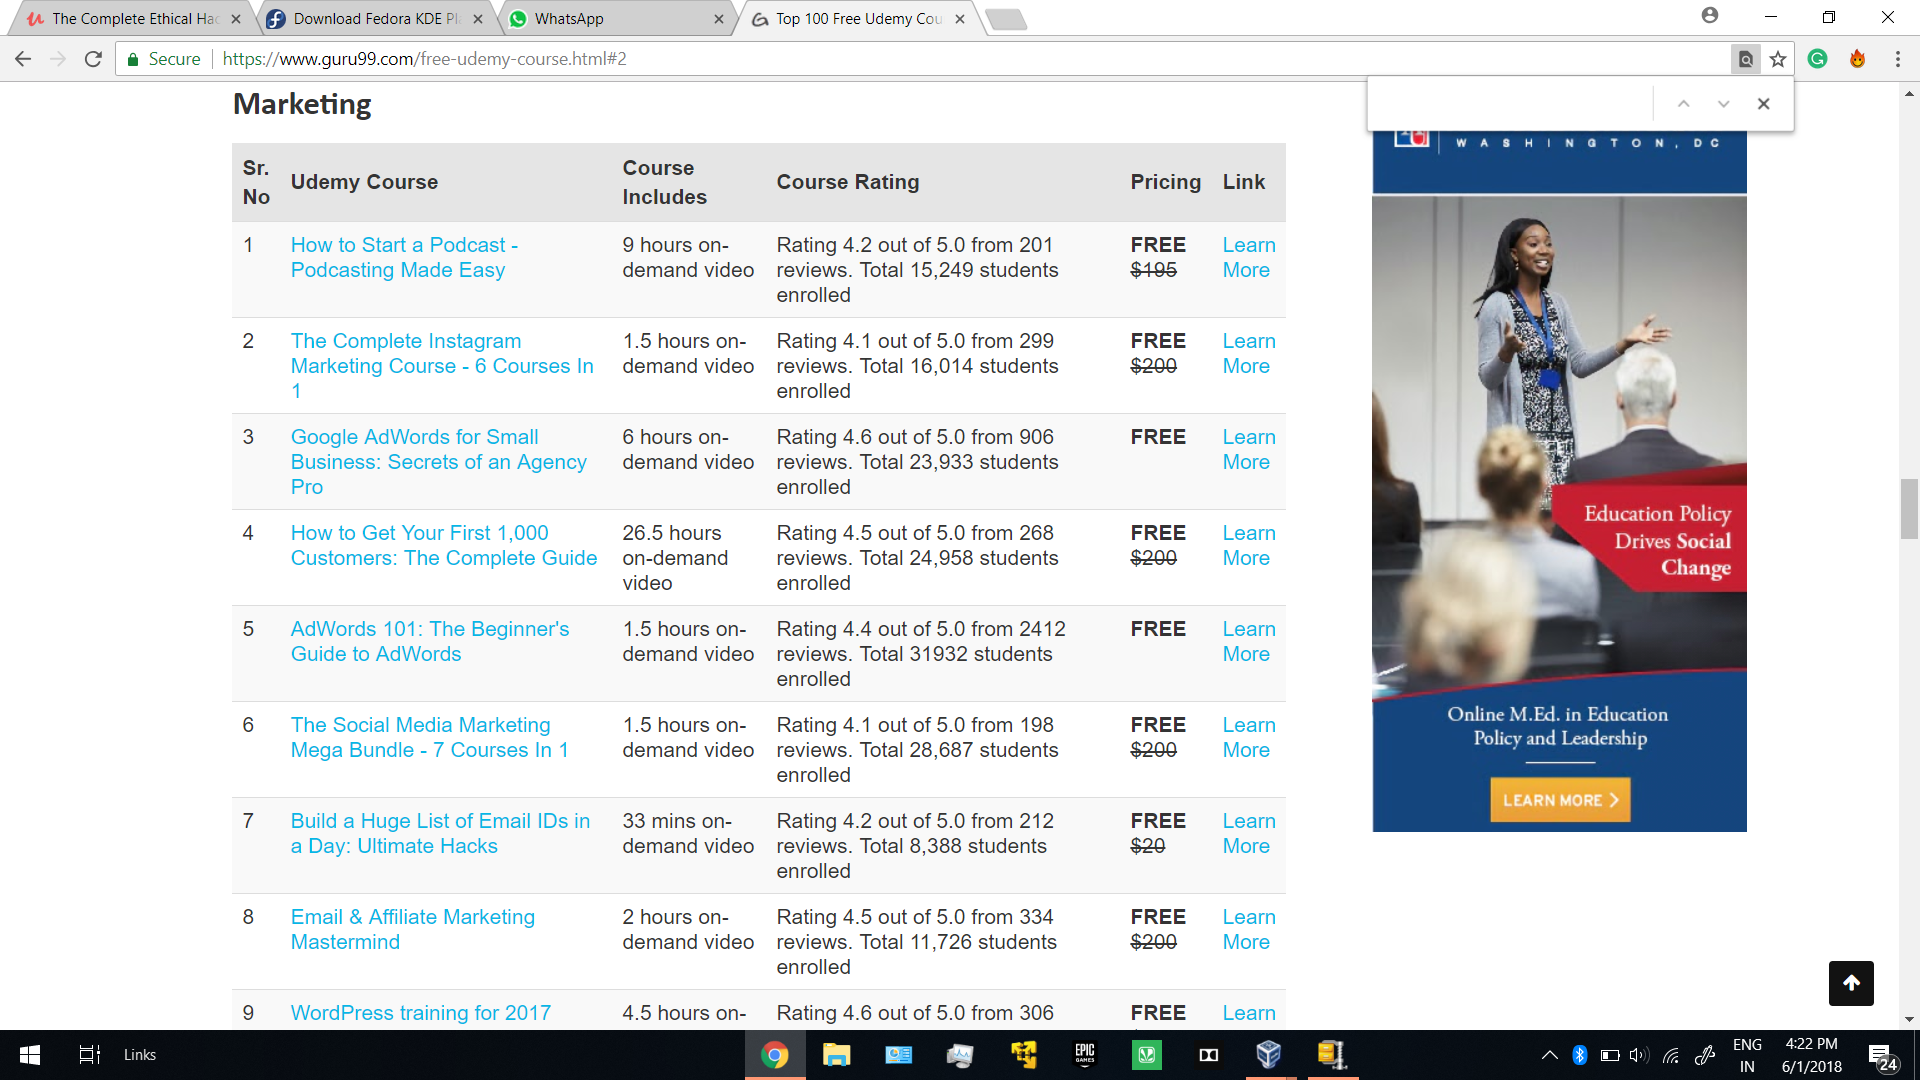 The Complete Ethical Hac
Download Fedora KDE Pl
WhatsApp
Top 100 Free Udemy Cou
Secure
https://www.guru99.com/free-udemy-course.html#2
Marketing
Sr. No
Udemy Course
Course Includes
Course Rating
Pricing
Link
1
How to Start a Podcast -
Podcasting Made Easy
9 hours on-
demand video
Rating 4.2 out of 5.0 from 201
reviews. Total 15,249 students
enrolled
FREE
$195
Learn
More
2
The Complete Instagram
Marketing Course - 6 Courses In
1
1.5 hours on-
demand video
Rating 4.1 out of 5.0 from 299
reviews. Total 16,014 students
enrolled
FREE
$200
Learn
More
3
Google AdWords for Small
Business: Secrets of an Agency
Pro
6 hours on-
demand video
Rating 4.6 out of 5.0 from 906
reviews. Total 23,933 students
enrolled
FREE
Learn
More
4
How to Get Your First 1,000
Customers: The Complete Guide
26.5 hours
on-demand
video
Rating 4.5 out of 5.0 from 268
reviews. Total 24,958 students
enrolled
FREE
$200
Learn
More
5
AdWords 101: The Beginner's
Guide to AdWords
1.5 hours on-
demand video
Rating 4.4 out of 5.0 from 2412
reviews. Total 31932 students
enrolled
FREE
Learn
More
6
The Social Media Marketing
Mega Bundle - 7 Courses In 1
1.5 hours on-
demand video
Rating 4.1 out of 5.0 from 198
reviews. Total 28,687 students
enrolled
FREE
$200
Learn
More
7
Build a Huge List of Email IDs in
a Day: Ultimate Hacks
33 mins on-
demand video
Rating 4.2 out of 5.0 from 212
reviews. Total 8,388 students
enrolled
FREE
$20
Learn
More
8
Email & Affiliate Marketing
Mastermind
2 hours on-
demand video
Rating 4.5 out of 5.0 from 334
reviews. Total 11,726 students
enrolled
FREE
$200
Learn
More
9
WordPress training for 2017
4.5 hours on-
Rating 4.6 out of 5.0 from 306
FREE
Learn
WASHINGTON, DC
Education Policy
Drives Social
Change
Online M.Ed. in Education
Policy and Leadership
LEARN MORE
Links
EPIC GAMES
ENG
IN
4:22 PM
6/1/2018
24